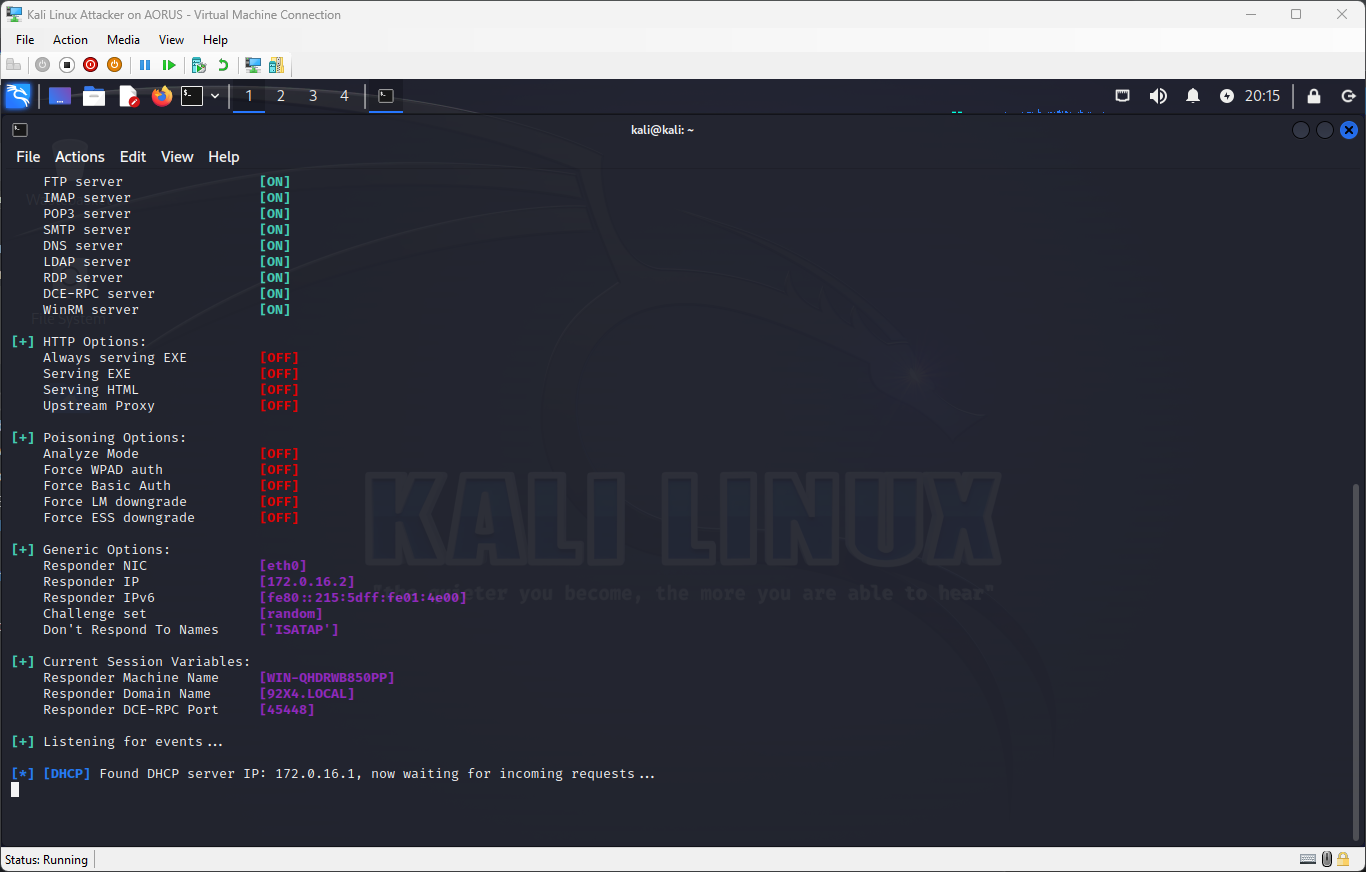 Kali Linux Attacker on AORUS - Virtual Machine Connection
File Action Media View Help
1 2 3 4 20:15
kali@kali: ~
File Actions Edit View Help
FTP server [ON]
IMAP server [ON]
POP3 server [ON]
SMTP server [ON]
DNS server [ON]
LDAP server [ON]
RDP server [ON]
DCE-RPC server [ON]
WinRM server [ON]
[+] HTTP Options:
Always serving EXE [OFF]
Serving EXE [OFF]
Serving HTML [OFF]
Upstream Proxy [OFF]
[+] Poisoning Options:
Analyze Mode [OFF]
Force WPAD auth [OFF]
Force Basic Auth [OFF]
Force LM downgrade [OFF]
Force ESS downgrade [OFF]
KALI LINUX
[+] Generic Options:
Responder NIC [eth0]
Responder IP [172.0.16.2]
Responder IPv6 [fe80::215:5dff:fe01:4e00]
you become, the more you are able to hear"
Challenge set [random]
Don't Respond To Names ['ISATAP']
[+] Current Session Variables:
Responder Machine Name [WIN-QHDRWB850PP]
Responder Domain Name [92X4.LOCAL]
Responder DCE-RPC Port [45448]
[+] Listening for events...
[*] [DHCP] Found DHCP server IP: 172.0.16.1, now waiting for incoming requests...
Status: Running